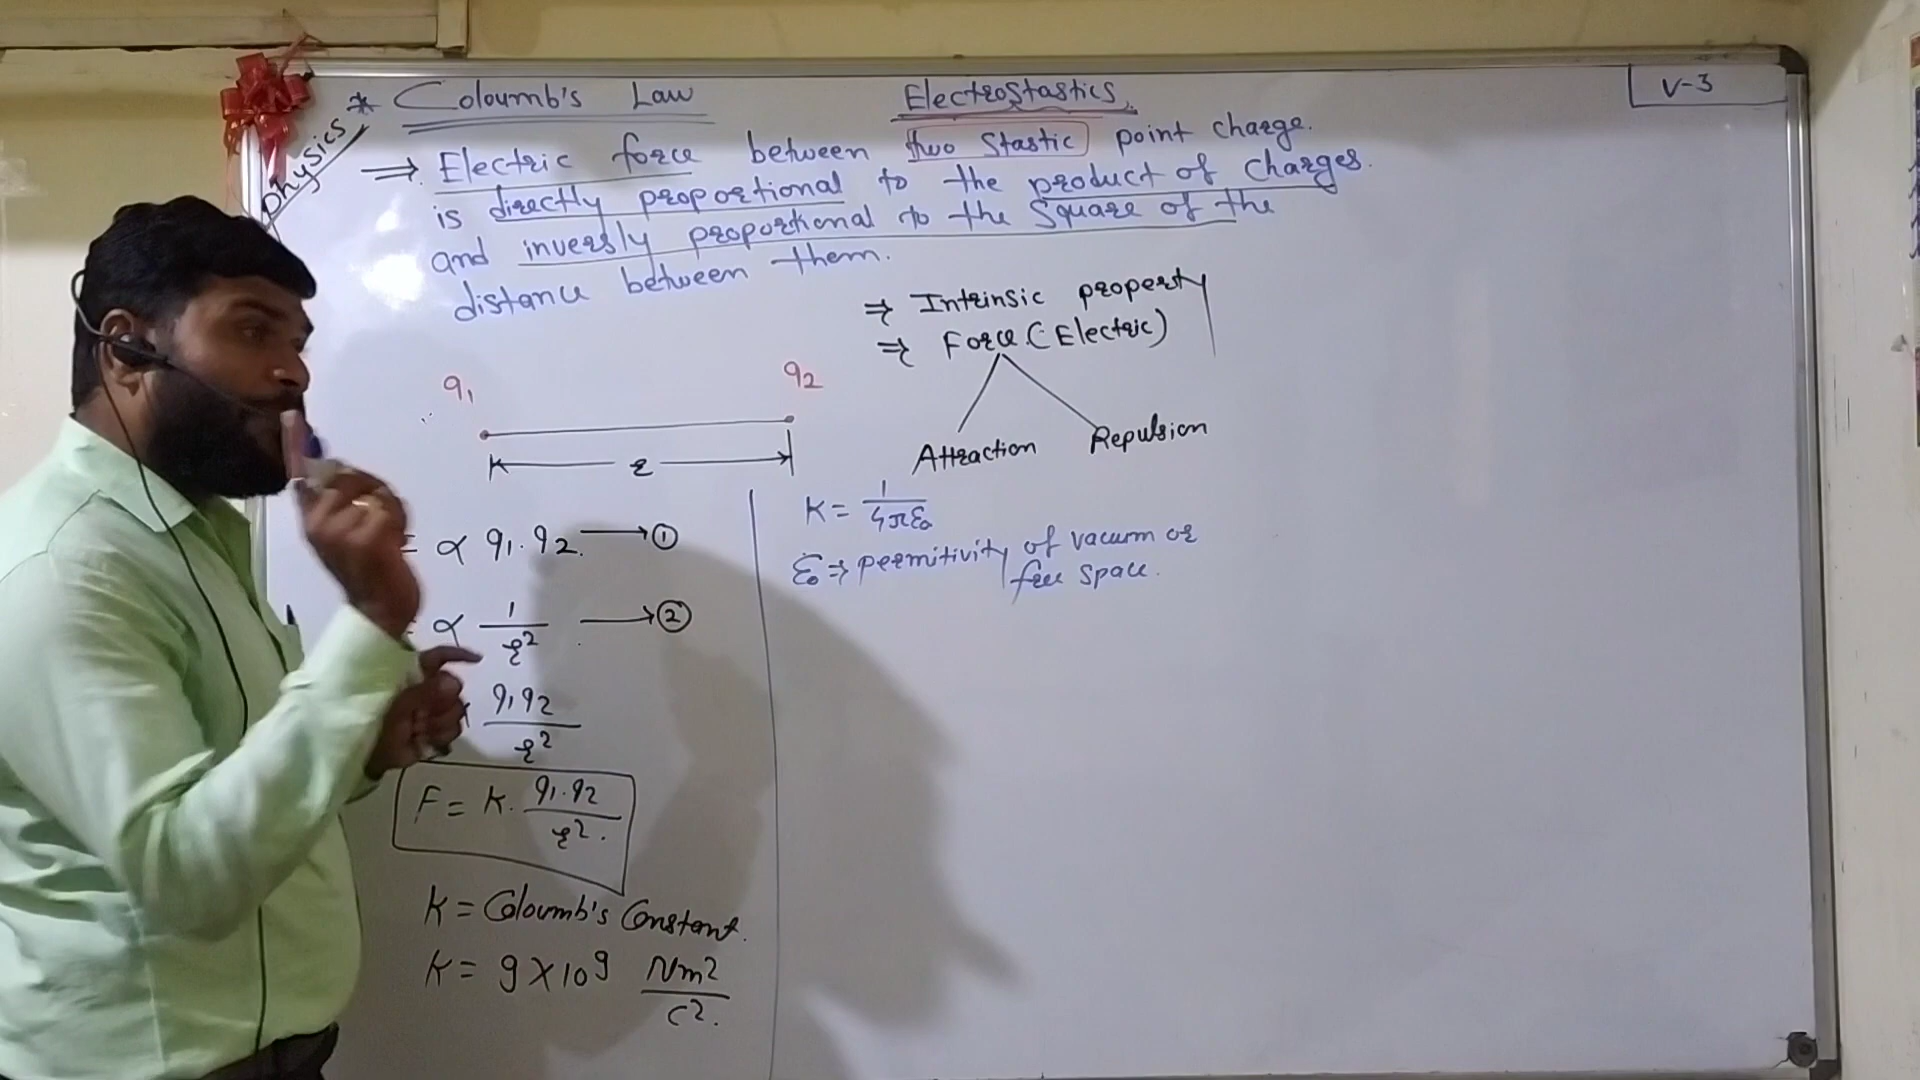 * Coloumb's Law
Electrostastics
V-3
physics
⇒ Electric force between two Stastic point charge.
is directly proportional to the product of charges.
and inversly proportional to the square of the
distance between them.
⇒ Intrinsic property
⇒ Force (Electric)
Attraction Repulsion
q₁ q₂
r
∝ q₁.q₂ → ①
∝ 1/r² → ②
q₁q₂/r²
F = K. q₁.q₂/r².
K = Coloumb's Constant.
K = 9 X 10⁹ Nm²/C².
K = 1/4πε₀
ε₀ ⇒ permitivity of vacum or
free space.